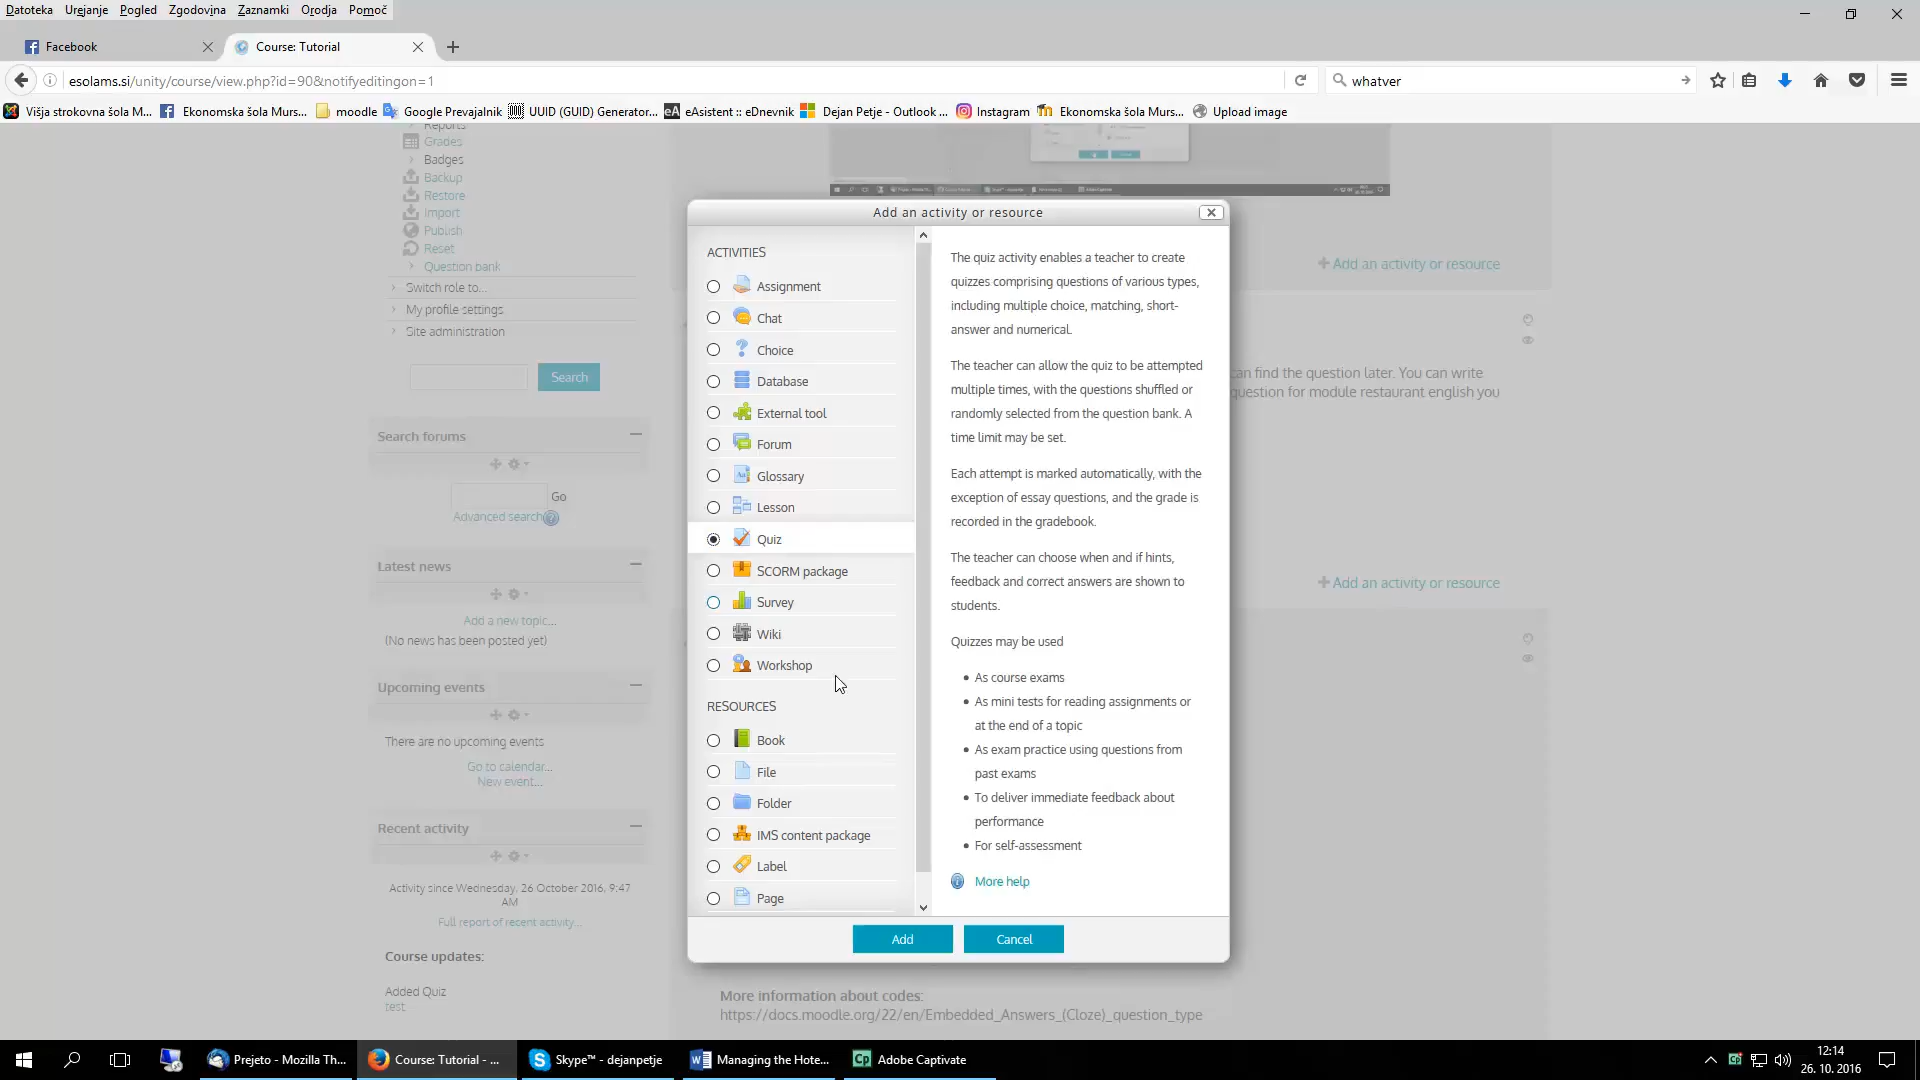 Datoteka Urejanje Pogled Zgodovina Zaznamki Orodja Pomoč
Facebook
Course: Tutorial
esolams.si/unity/course/view.php?id=90&notifyeditingon=1
whatver
Višja strokovna šola M...
Ekonomska šola Murs...
moodle
Google Prevajalnik
UUID (GUID) Generator...
eAsistent :: eDnevnik
Dejan Petje - Outlook ...
Instagram
Ekonomska šola Murs...
Upload image
Reports
Grades
Badges
Backup
Restore
Import
Publish
Reset
Question bank
Switch role to...
My profile settings
Site administration
Search
Search forums
Go
Advanced search
Latest news
Add a new topic...
(No news has been posted yet)
Upcoming events
There are no upcoming events
Go to calendar...
New event...
Recent activity
Activity since Wednesday, 26 October 2016, 9:47
AM
Full report of recent activity...
Course updates:
Added Quiz
test
Add an activity or resource
ACTIVITIES
Assignment
Chat
Choice
Database
External tool
Forum
Glossary
Lesson
Quiz
SCORM package
Survey
Wiki
Workshop
RESOURCES
Book
File
Folder
IMS content package
Label
Page
The quiz activity enables a teacher to create
quizzes comprising questions of various types,
including multiple choice, matching, short-
answer and numerical.
The teacher can allow the quiz to be attempted
multiple times, with the questions shuffled or
randomly selected from the question bank. A
time limit may be set.
Each attempt is marked automatically, with the
exception of essay questions, and the grade is
recorded in the gradebook.
The teacher can choose when and if hints,
feedback and correct answers are shown to
students.
Quizzes may be used
• As course exams
• As mini tests for reading assignments or
at the end of a topic
• As exam practice using questions from
past exams
• To deliver immediate feedback about
performance
• For self-assessment
More help
Add
Cancel
Add an activity or resource
can find the question later. You can write
question for module restaurant english you
Add an activity or resource
More information about codes:
https://docs.moodle.org/22/en/Embedded_Answers_(Cloze)_question_type
Prejeto - Mozilla Th...
Course: Tutorial - ...
Skype™ - dejanpetje
Managing the Hote...
Adobe Captivate
12:14
26. 10. 2016